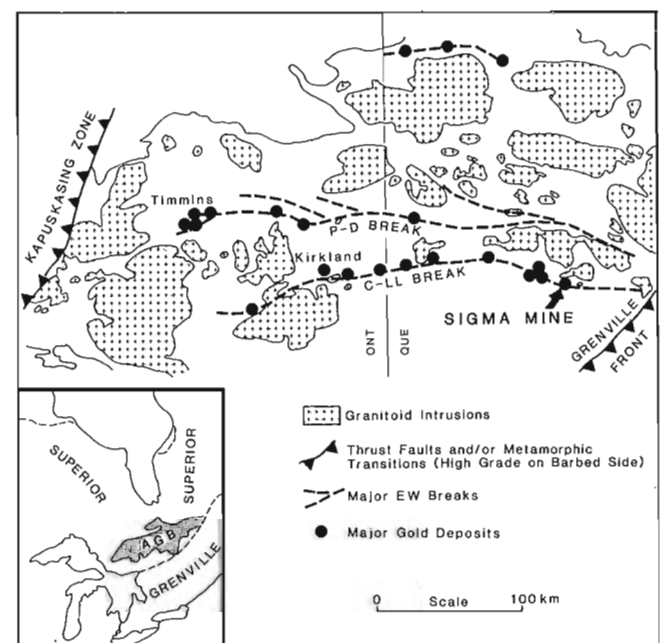 KAPUSKASING ZONE
Timmins
P-D BREAK
Kirkland
C-LL BREAK
SIGMA MINE
ONT
QUE
GRENVILLE
FRONT
SUPERIOR
SUPERIOR
AGB
GRENVILLE
Granitoid Intrusions
Thrust Faults and/or Metamorphic
Transitions (High Grade on Barbed Side)
Major EW Breaks
Major Gold Deposits
0 Scale 100 km